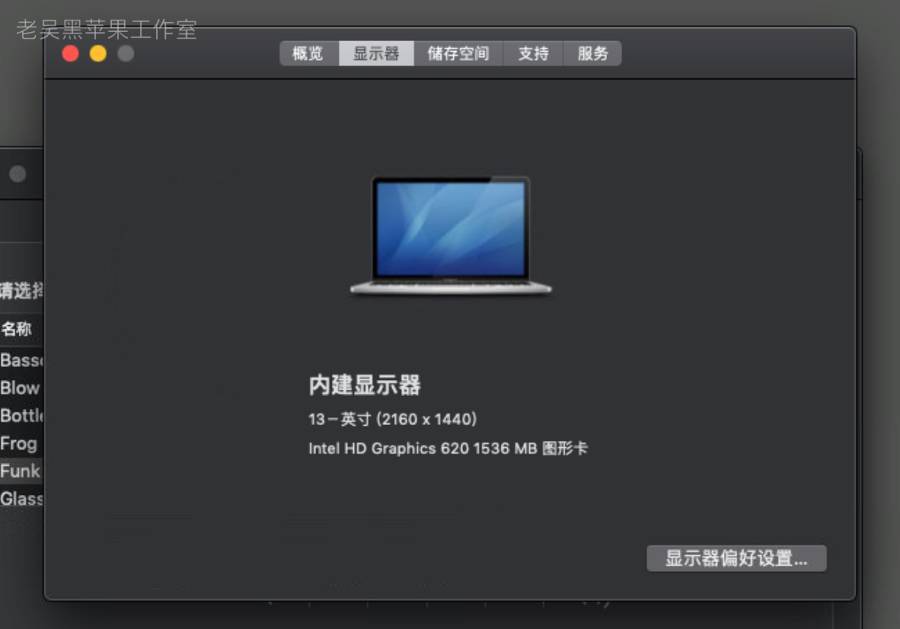 老吴黑苹果工作室
概览 显示器 储存空间 支持 服务
内建显示器
13－英寸 (2160 x 1440)
Intel HD Graphics 620 1536 MB 图形卡
显示器偏好设置...
请选择
名称
Basso
Blow
Bottle
Frog
Funk
Glass